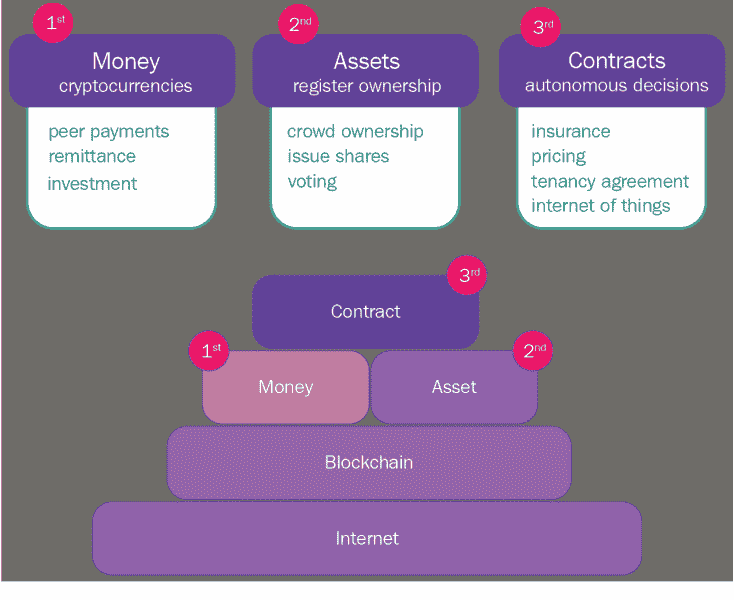 1st
2nd
3rd
Money
cryptocurrencies
peer payments
remittance
investment
Assets
register ownership
crowd ownership
issue shares
voting
Contracts
autonomous decisions
insurance
pricing
tenancy agreement
internet of things
3rd
Contract
1st
2nd
Money
Asset
Blockchain
Internet